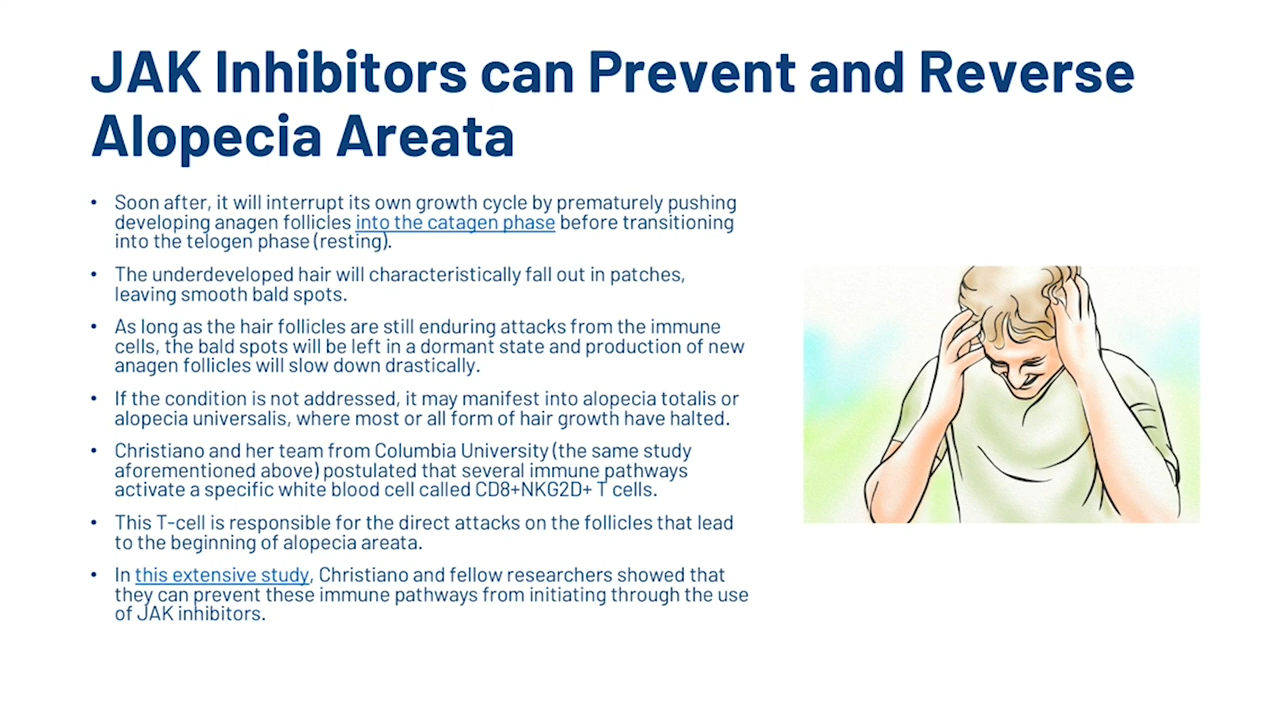 JAK Inhibitors can Prevent and Reverse
Alopecia Areata
• Soon after, it will interrupt its own growth cycle by prematurely pushing
developing anagen follicles into the catagen phase before transitioning
into the telogen phase (resting).
• The underdeveloped hair will characteristically fall out in patches,
leaving smooth bald spots.
• As long as the hair follicles are still enduring attacks from the immune
cells, the bald spots will be left in a dormant state and production of new
anagen follicles will slow down drastically.
• If the condition is not addressed, it may manifest into alopecia totalis or
alopecia universalis, where most or all form of hair growth have halted.
• Christiano and her team from Columbia University (the same study
aforementioned above) postulated that several immune pathways
activate a specific white blood cell called CD8+NKG2D+ T cells.
• This T-cell is responsible for the direct attacks on the follicles that lead
to the beginning of alopecia areata.
• In this extensive study, Christiano and fellow researchers showed that
they can prevent these immune pathways from initiating through the use
of JAK inhibitors.